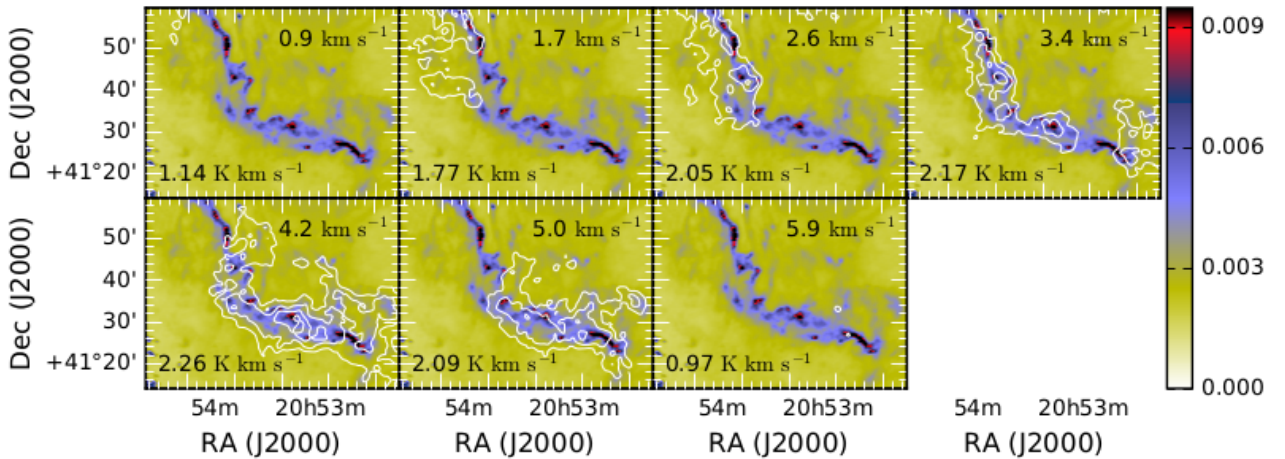 Dec (J2000)
50'
40'
30'
+41°20'
0.9 km s⁻¹
1.14 K km s⁻¹
1.7 km s⁻¹
1.77 K km s⁻¹
2.6 km s⁻¹
2.05 K km s⁻¹
3.4 km s⁻¹
2.17 K km s⁻¹
0.009
0.006
0.003
0.000
Dec (J2000)
50'
40'
30'
+41°20'
4.2 km s⁻¹
2.26 K km s⁻¹
5.0 km s⁻¹
2.09 K km s⁻¹
5.9 km s⁻¹
0.97 K km s⁻¹
54m 20h53m
54m 20h53m
54m 20h53m
54m 20h53m
RA (J2000)
RA (J2000)
RA (J2000)
RA (J2000)